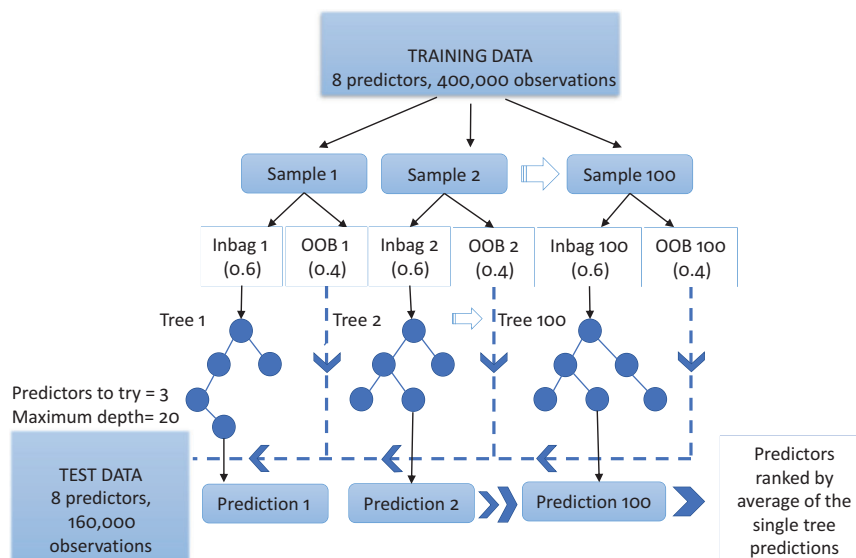 TRAINING DATA
8 predictors, 400,000 observations
Sample 1
Sample 2
Sample 100
Inbag 1
(0.6)
OOB 1
(0.4)
Inbag 2
(0.6)
OOB 2
(0.4)
Inbag 100
(0.6)
OOB 100
(0.4)
Tree 1
Tree 2
Tree 100
Predictors to try = 3
Maximum depth= 20
TEST DATA
8 predictors,
160,000
observations
Prediction 1
Prediction 2
Prediction 100
Predictors
ranked by
average of the
single tree
predictions